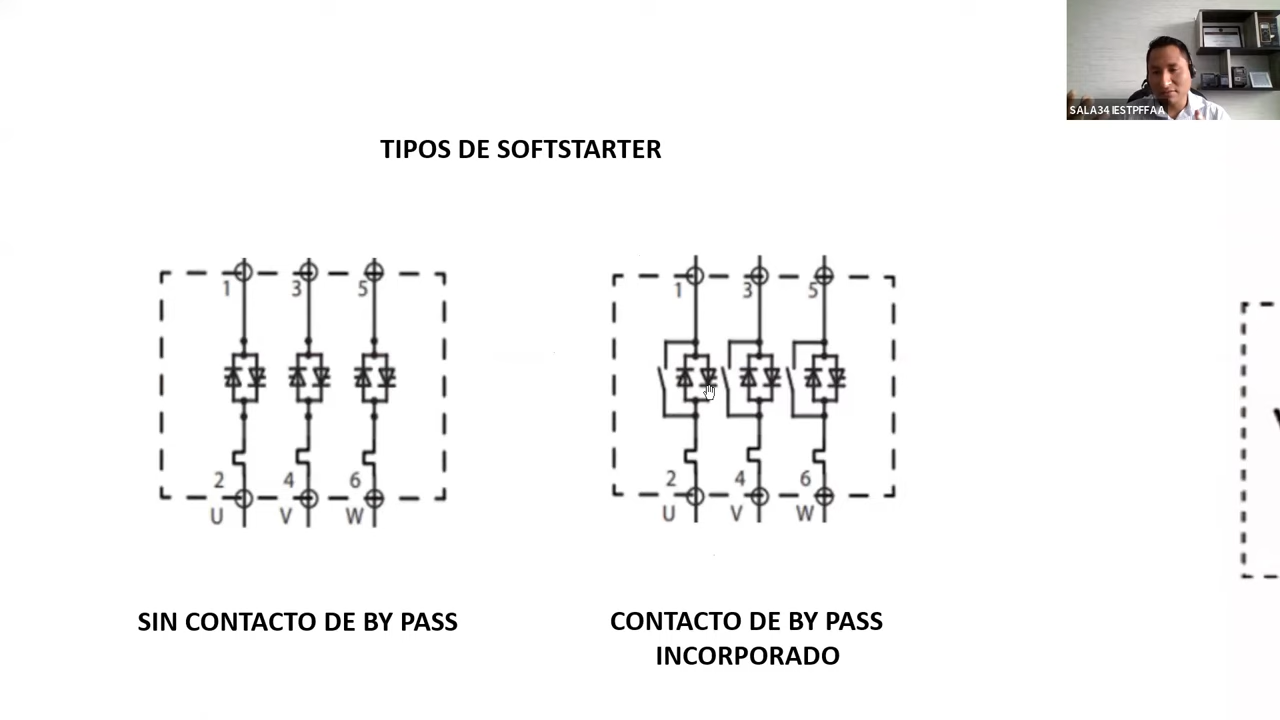 SALA34 IESTPFFAA
TIPOS DE SOFTSTARTER
1 3 5
2 4 6
U V W
1 3 5
2 4 6
U V W
SIN CONTACTO DE BY PASS
CONTACTO DE BY PASS
INCORPORADO